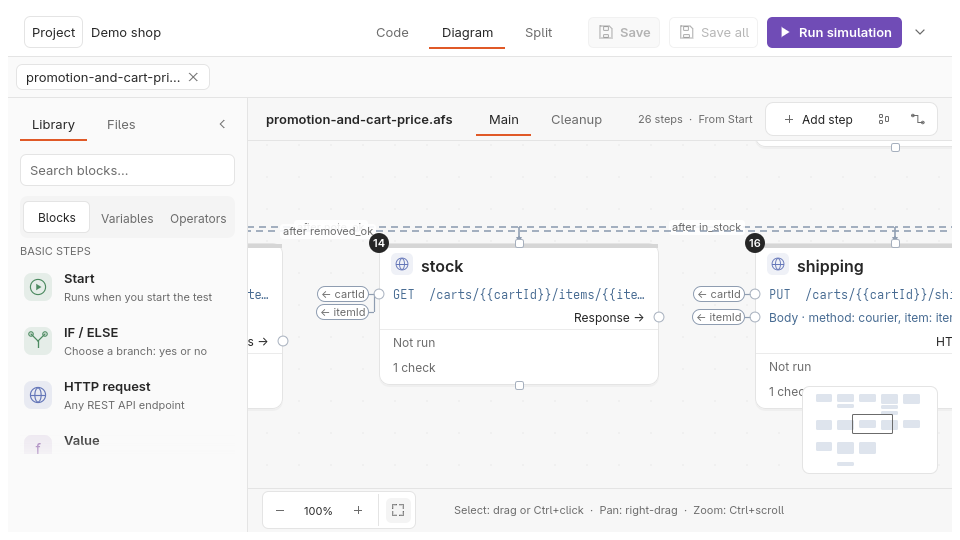 Project Demo shop Code Diagram Split Save Save all Run simulation
promotion-and-cart-pri...
Library Files promotion-and-cart-price.afs Main Cleanup 26 steps · From Start Add step
Search blocks...
Blocks Variables Operators
BASIC STEPS
Start
Runs when you start the test
IF / ELSE
Choose a branch: yes or no
HTTP request
Any REST API endpoint
Value
after removed_ok
after in_stock
14
stock
← cartId
GET /carts/{{cartId}}/items/{{ite…
← itemId
Response →
Not run
1 check
16
shipping
← cartId
PUT /carts/{{cartId}}/shi
← itemId
Body · method: courier, item: iter
HT
Not run
te…
s →
100%
Select: drag or Ctrl+click · Pan: right-drag · Zoom: Ctrl+scroll